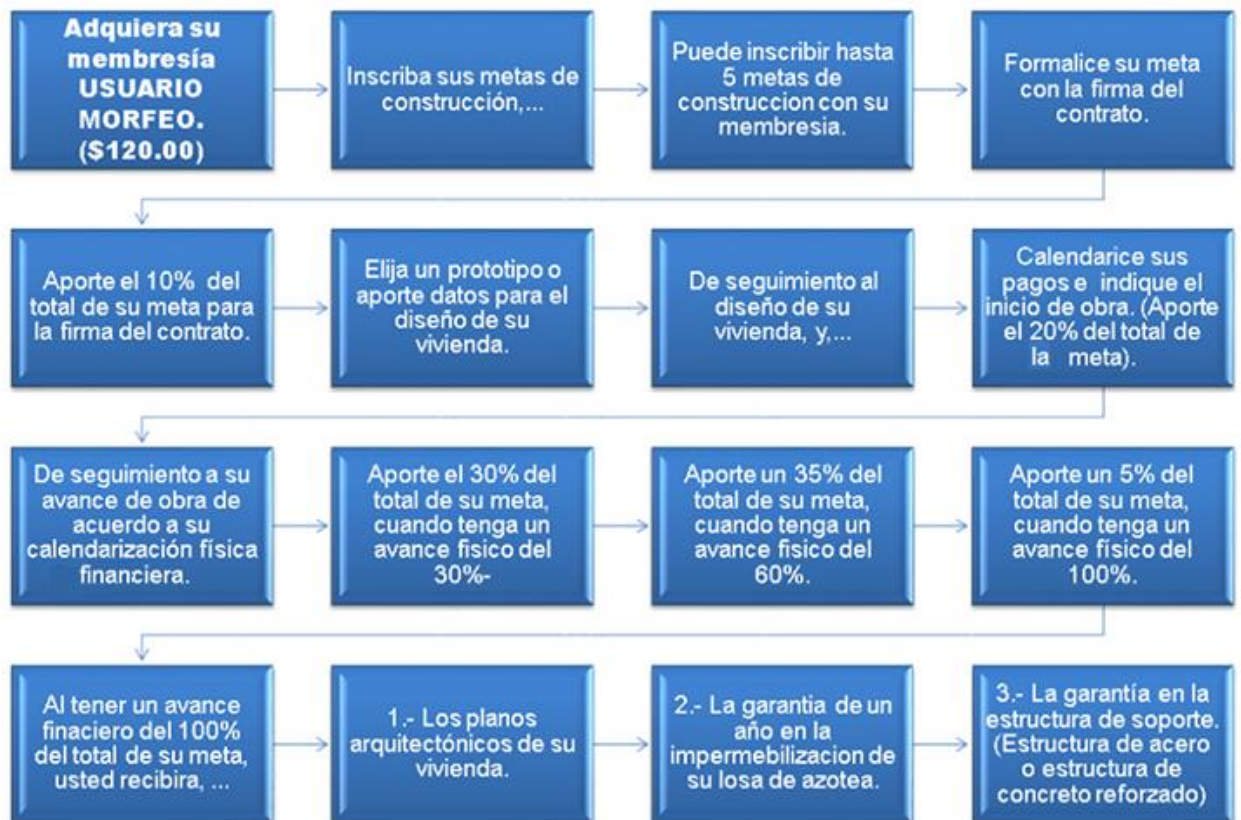 Adquiera su
membresía
USUARIO
MORFEO.
($120.00)
Inscriba sus metas de
construcción,...
Puede inscribir hasta
5 metas de
construccion con su
membresia.
Formalice su meta
con la firma del
contrato.
Aporte el 10% del
total de su meta para
la firma del contrato.
Elija un prototipo o
aporte datos para el
diseño de su
vivienda.
De seguimiento al
diseño de su
vivienda, y,...
Calendarice sus
pagos e indique el
inicio de obra. (Aporte
el 20% del total de
la meta).
De seguimiento a su
avance de obra de
acuerdo a su
calendarización física
financiera.
Aporte el 30% del
total de su meta,
cuando tenga un
avance fisico del
30%-
Aporte un 35% del
total de su meta,
cuando tenga un
avance fisico del
60%.
Aporte un 5% del
total de su meta,
cuando tenga un
avance físico del
100%.
Al tener un avance
finaciero del 100%
del total de su meta,
usted recibira, ...
1.- Los planos
arquitectónicos de su
vivienda.
2.- La garantia de un
año en la
impermebilizacion de
su losa de azotea.
3.- La garantía en la
estructura de soporte.
(Estructura de acero
o estructura de
concreto reforzado)